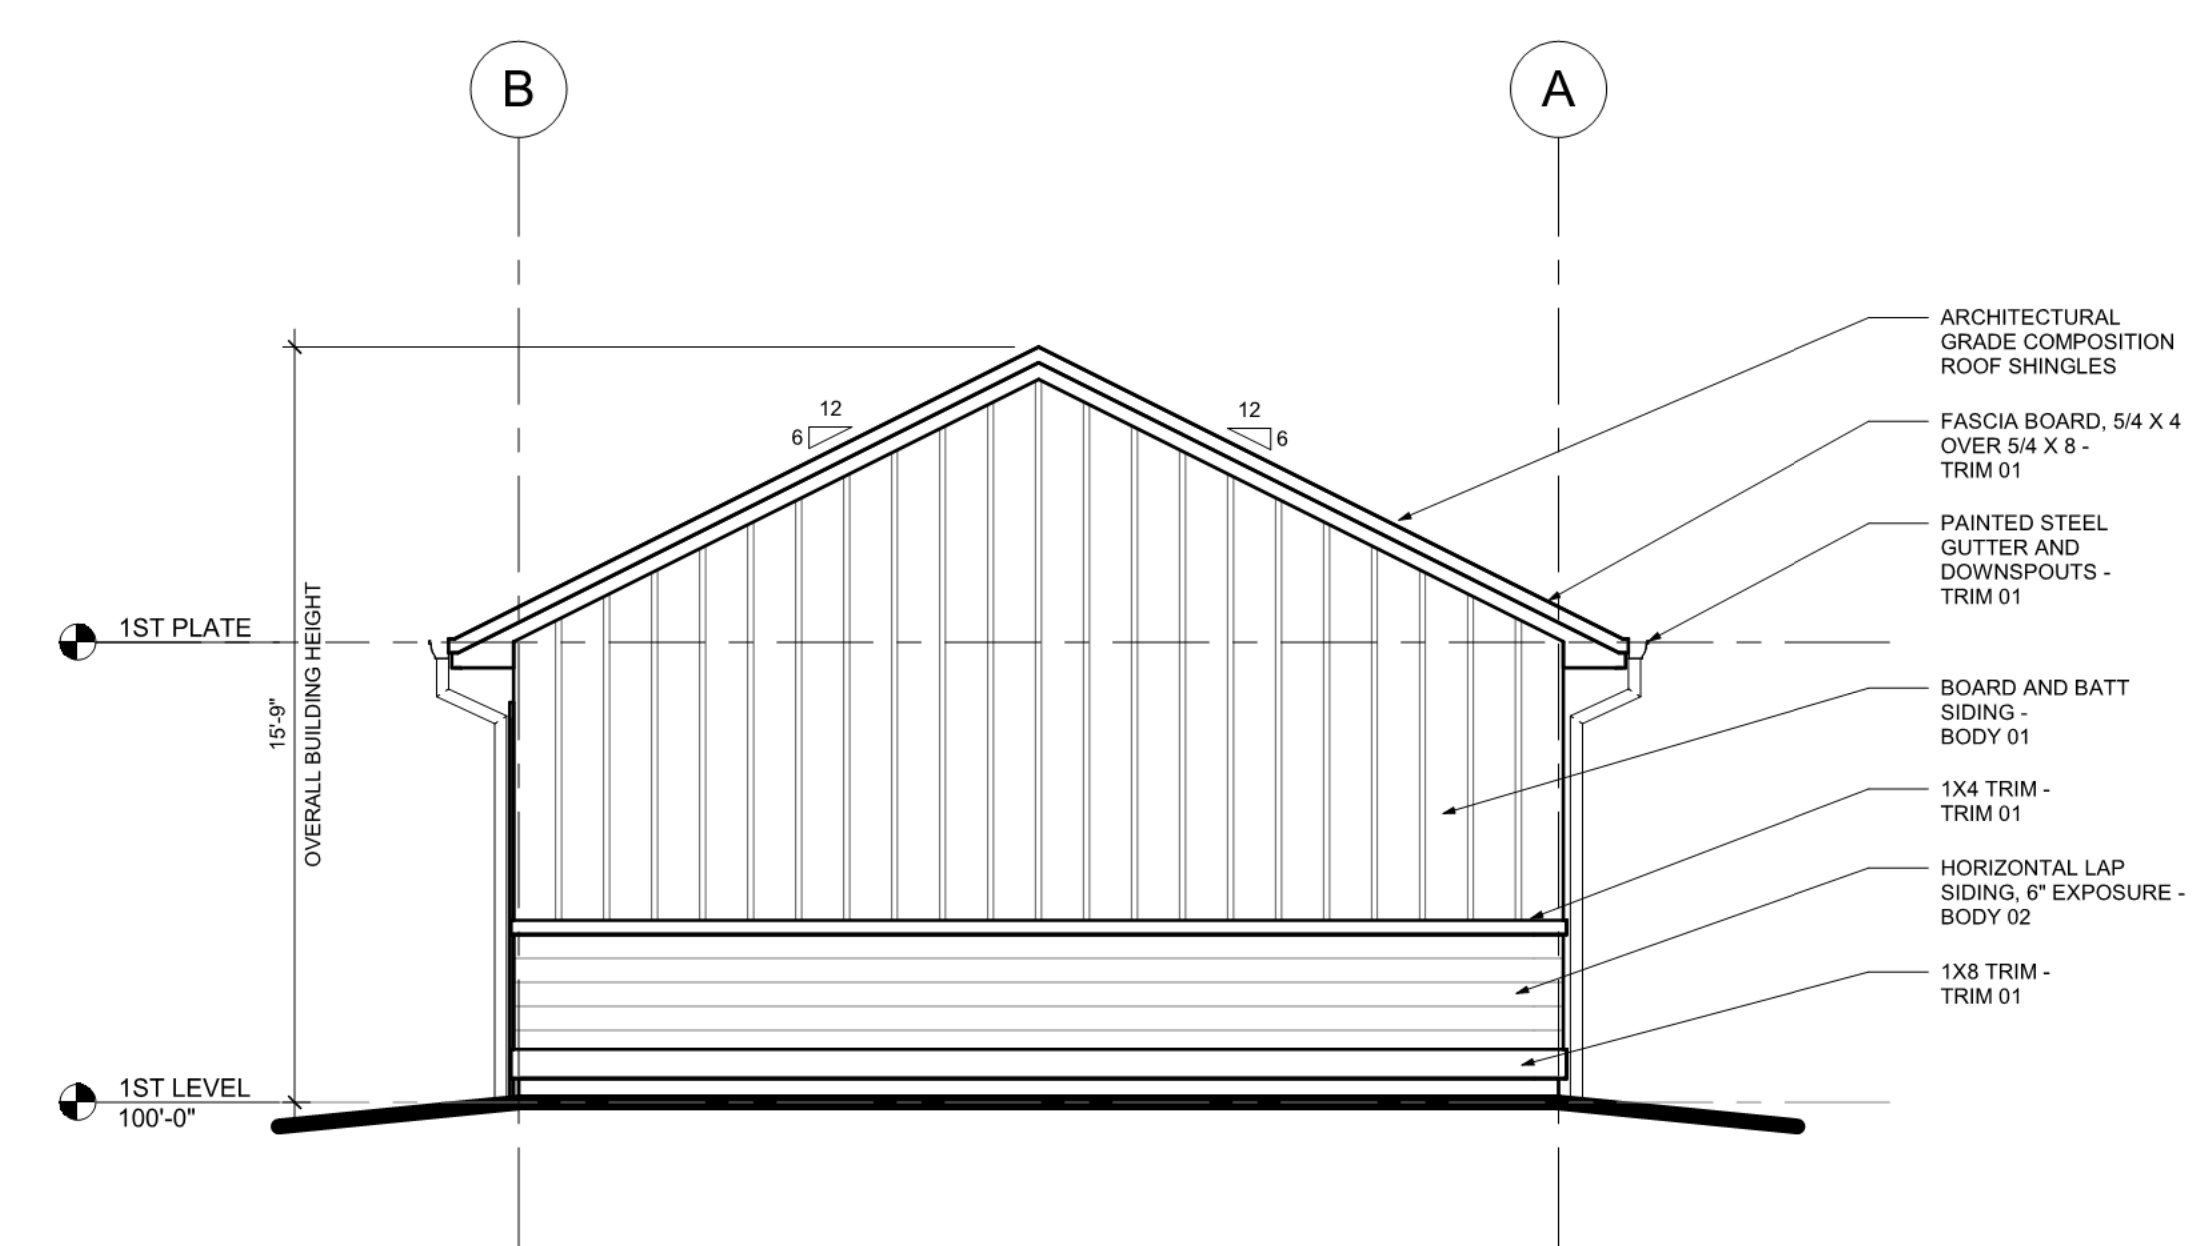 B
A
ARCHITECTURAL
GRADE COMPOSITION
ROOF SHINGLES
12
6
12
6
FASCIA BOARD, 5/4 X 4
OVER 5/4 X 8 -
TRIM 01
PAINTED STEEL
GUTTER AND
DOWNSPOUTS -
TRIM 01
1ST PLATE
15'-9"
OVERALL BUILDING HEIGHT
BOARD AND BATT
SIDING -
BODY 01
1X4 TRIM -
TRIM 01
HORIZONTAL LAP
SIDING, 6" EXPOSURE -
BODY 02
1X8 TRIM -
TRIM 01
1ST LEVEL
100'-0"